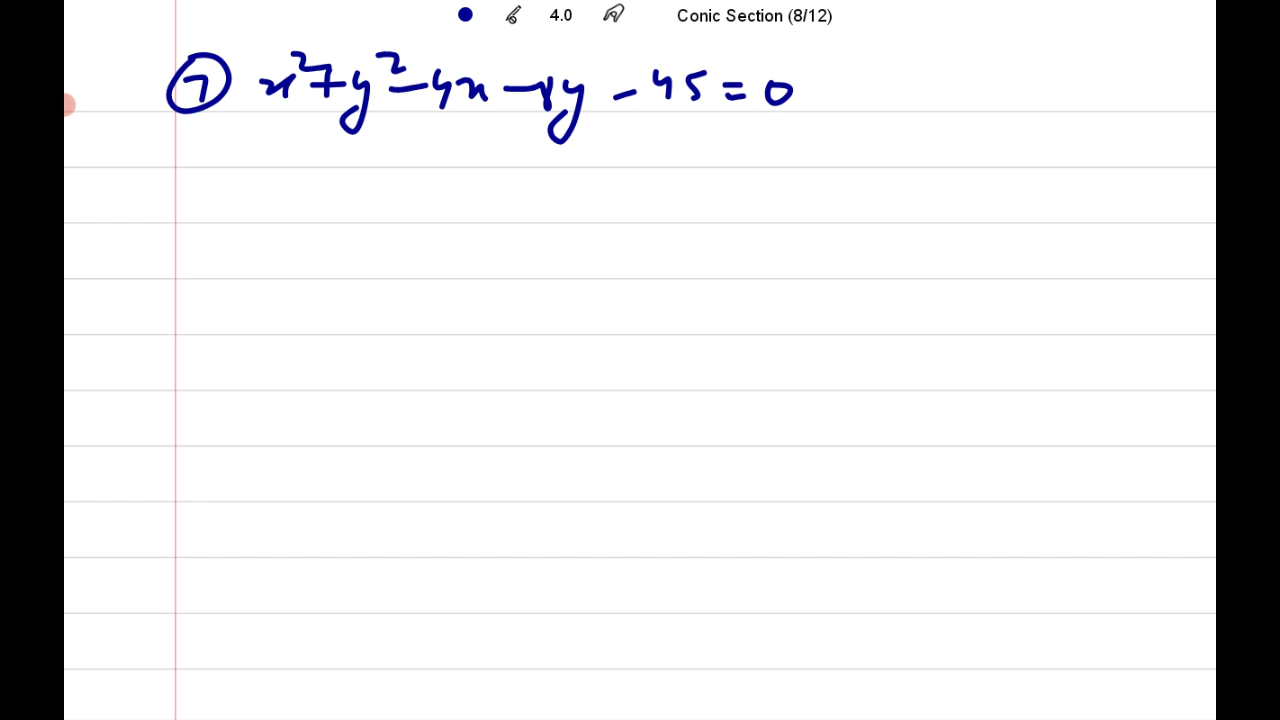 4.0 Conic Section (8/12)
⑦ x²+y²-4x-8y-45=0